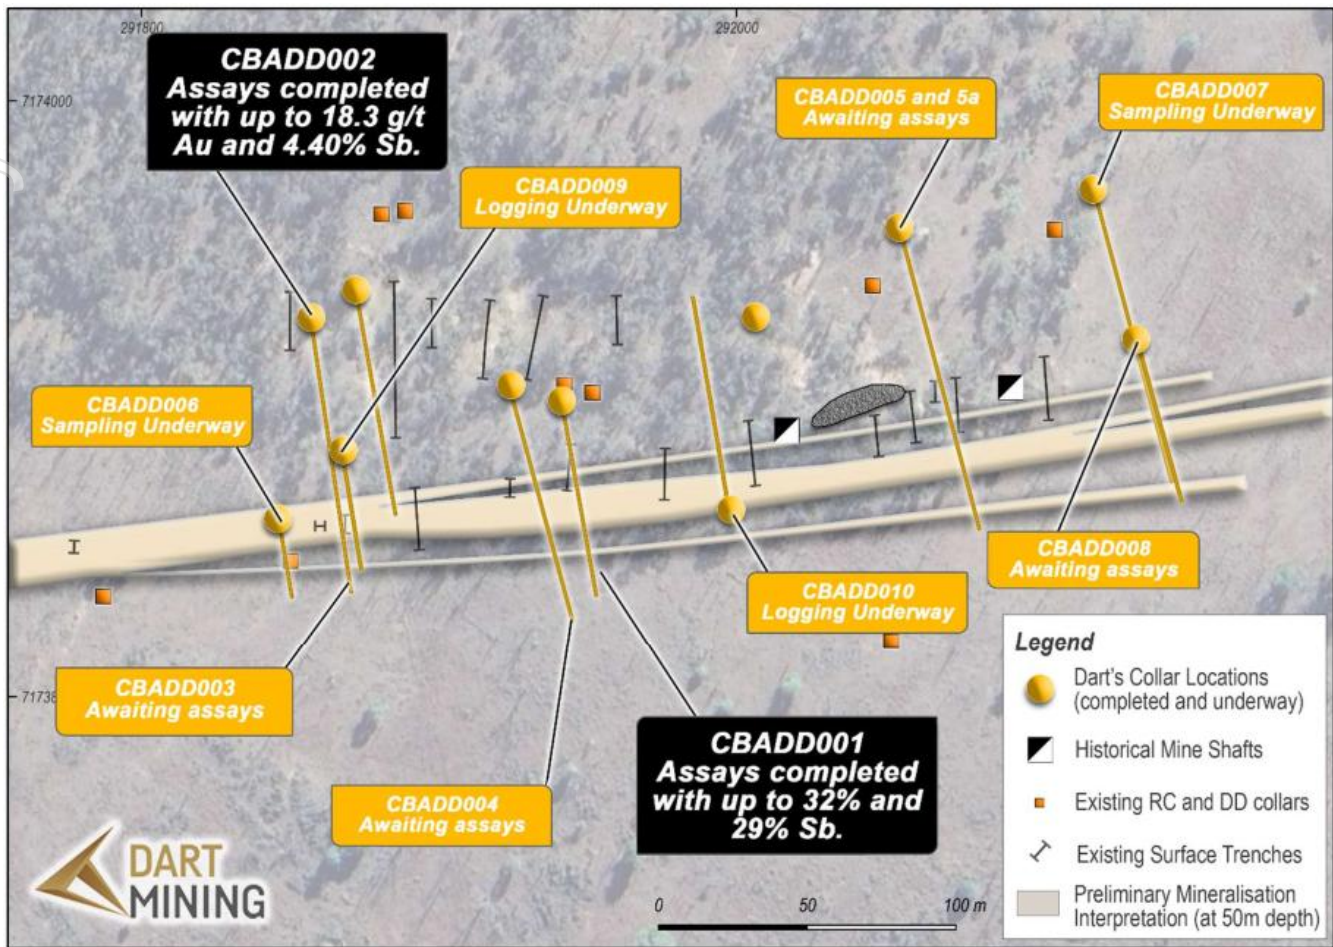 291800
292000
7174000
CBADD002
Assays completed
with up to 18.3 g/t
Au and 4.40% Sb.
CBADD005 and 5a
Awaiting assays
CBADD007
Sampling Underway
CBADD009
Logging Underway
CBADD006
Sampling Underway
CBADD008
Awaiting assays
CBADD010
Logging Underway
CBADD003
Awaiting assays
71738
CBADD001
Assays completed
with up to 32% and
29% Sb.
CBADD004
Awaiting assays
Legend
Dart's Collar Locations
(completed and underway)
Historical Mine Shafts
Existing RC and DD collars
Existing Surface Trenches
Preliminary Mineralisation
Interpretation (at 50m depth)
DART
MINING
0
50
100 m